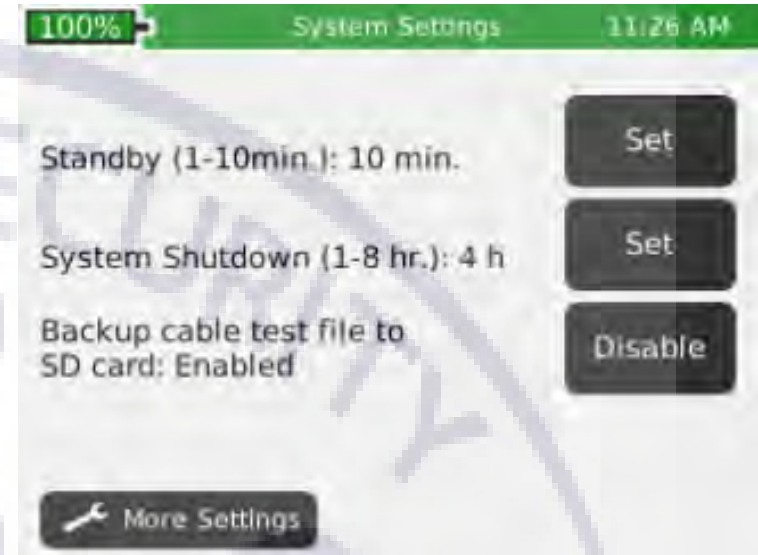 100% System Settings 11:26 AM
Standby (1-10min.): 10 min.
Set
System Shutdown (1-8 hr.): 4 h
Set
Backup cable test file to
SD card: Enabled
Disable
More Settings